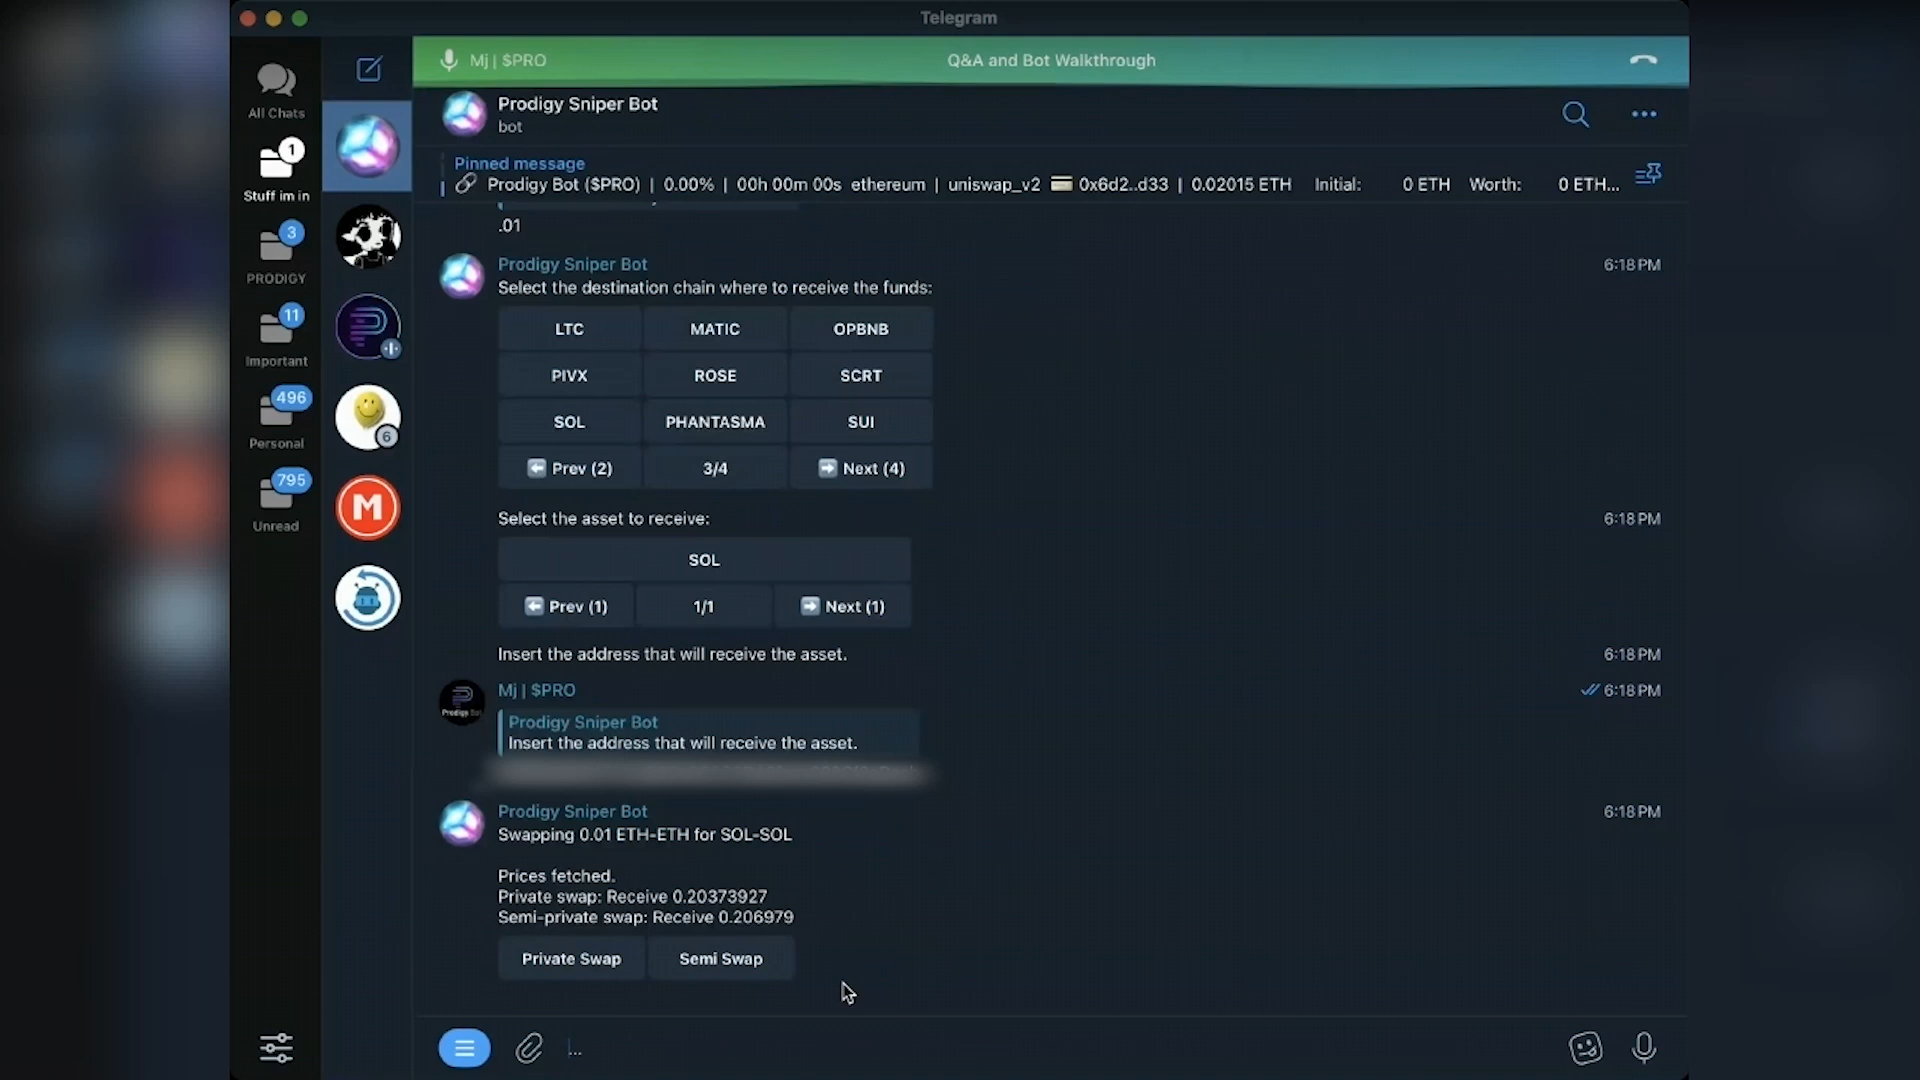 Telegram
Mj | $PRO
Q&A and Bot Walkthrough
All Chats
1
Stuff im in
3
PRODIGY
11
Important
496
Personal
795
Unread
6
M
Prodigy Sniper Bot
bot
Pinned message
Prodigy Bot ($PRO) | 0.00% | 00h 00m 00s ethereum | uniswap_v2 0x6d2..d33 | 0.02015 ETH Initial: 0 ETH Worth: 0 ETH...
.01
Prodigy Sniper Bot 6:18 PM
Select the destination chain where to receive the funds:
LTC MATIC OPBNB
PIVX ROSE SCRT
SOL PHANTASMA SUI
Prev (2) 3/4 Next (4)
Select the asset to receive: 6:18 PM
SOL
Prev (1) 1/1 Next (1)
Insert the address that will receive the asset. 6:18 PM
Mj | $PRO 6:18 PM
Prodigy Sniper Bot
Insert the address that will receive the asset.
Prodigy Sniper Bot 6:18 PM
Swapping 0.01 ETH-ETH for SOL-SOL
Prices fetched.
Private swap: Receive 0.20373927
Semi-private swap: Receive 0.206979
Private Swap Semi Swap
...